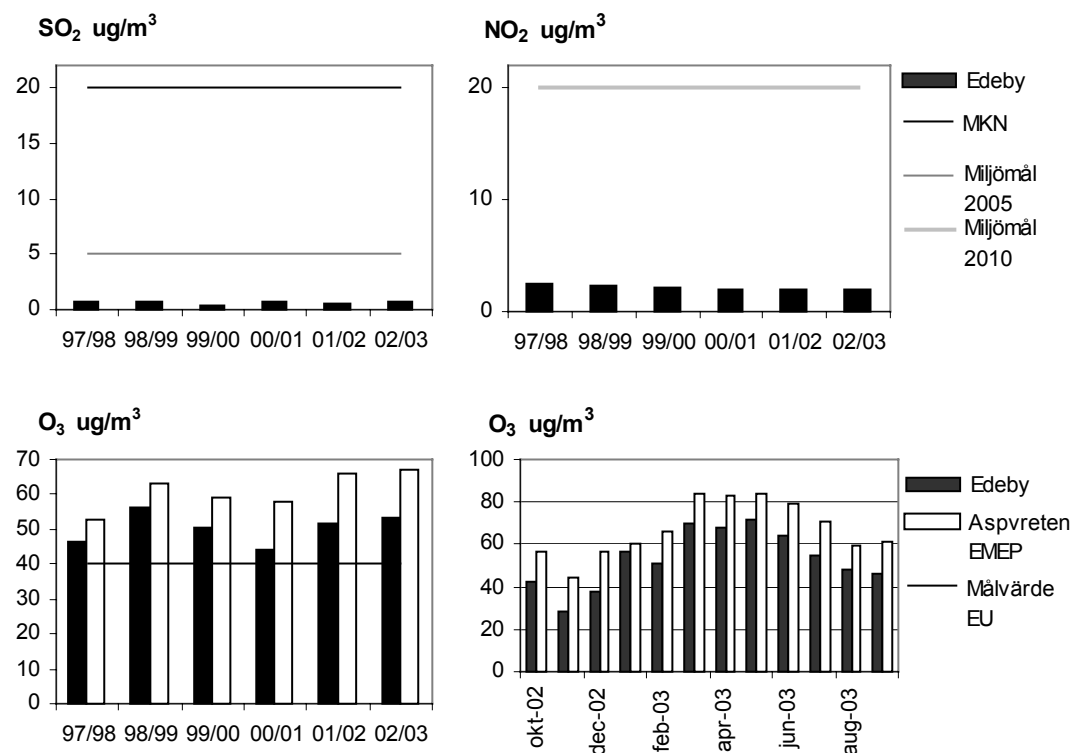 SO₂ ug/m³
20
15
10
5
0
97/98 98/99 99/00 00/01 01/02 02/03
NO₂ ug/m³
20
10
0
97/98 98/99 99/00 00/01 01/02 02/03
Edeby
MKN
Miljömål
2005
Miljömål
2010
O₃ ug/m³
70
60
50
40
30
20
10
0
97/98 98/99 99/00 00/01 01/02 02/03
O₃ ug/m³
100
80
60
40
20
0
okt-02
dec-02
feb-03
apr-03
jun-03
aug-03
Edeby
Aspvreten
EMEP
Målvärde
EU